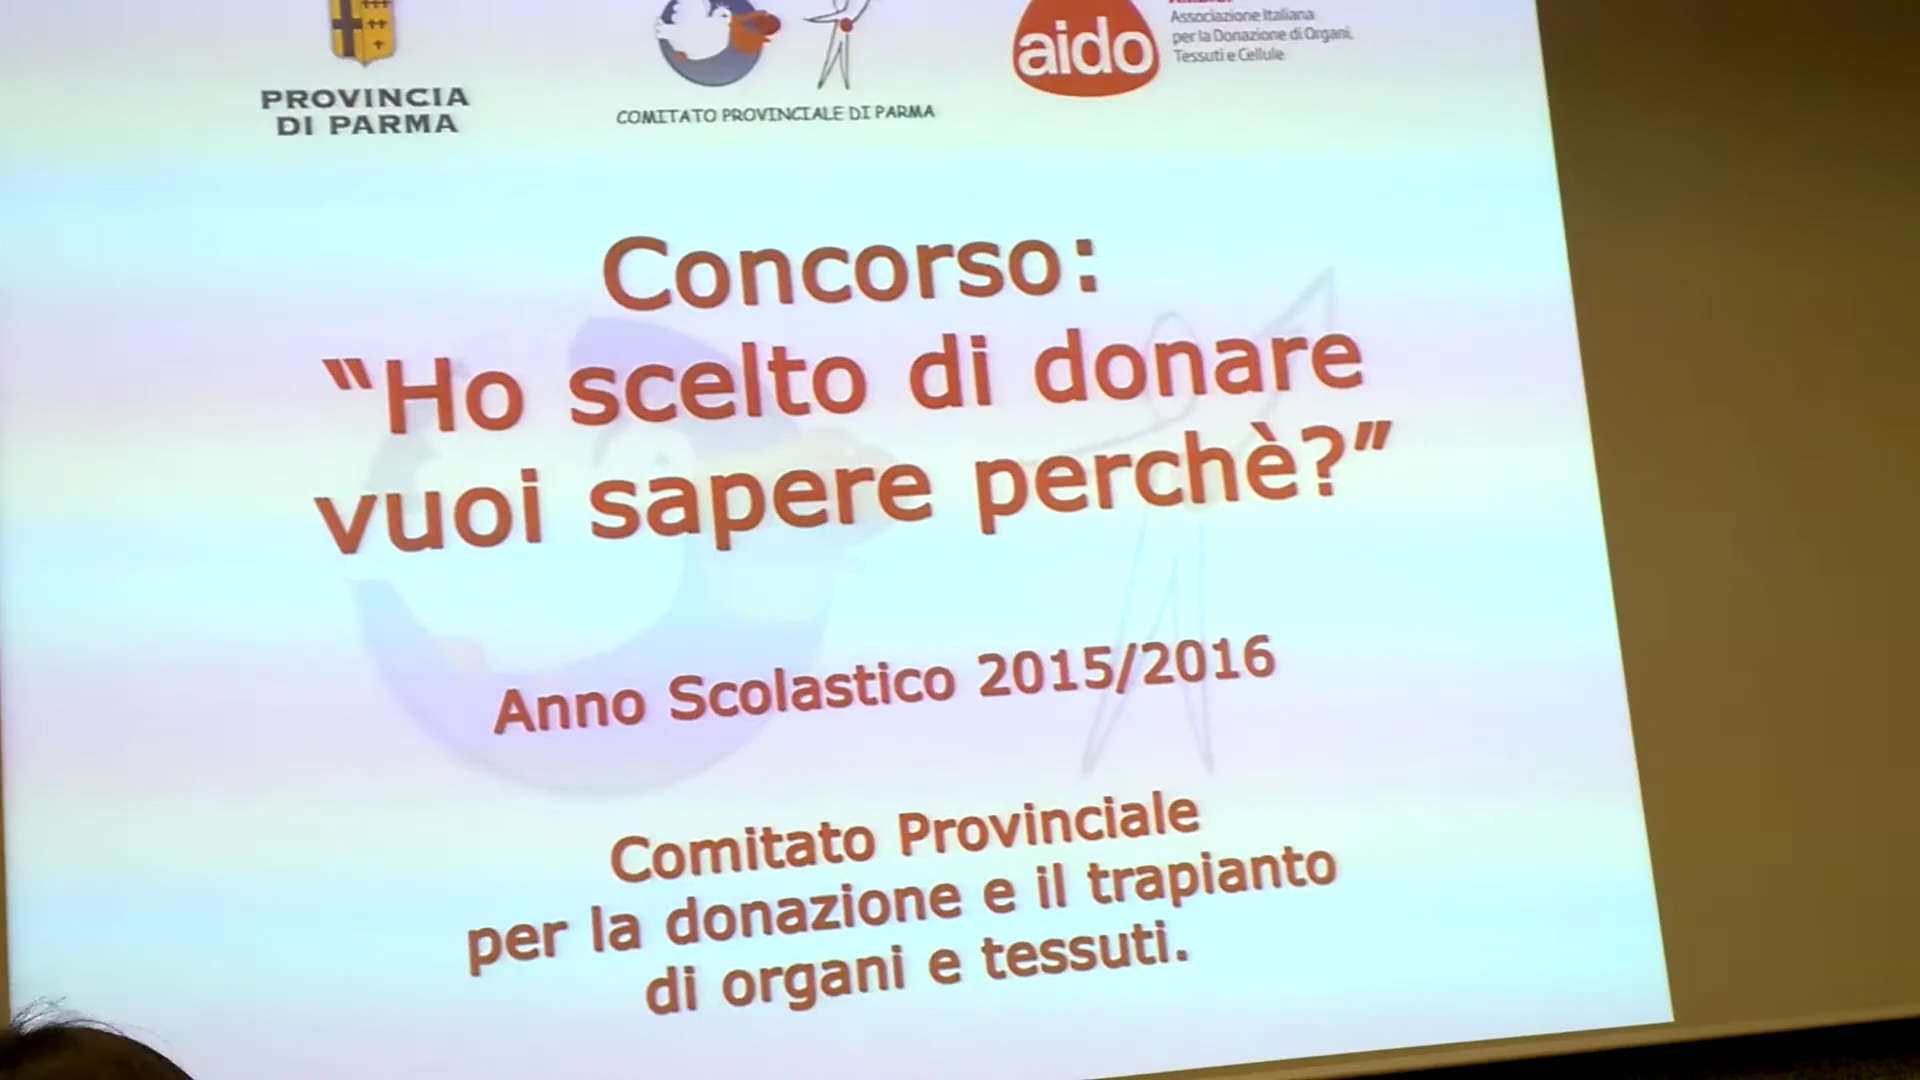 PROVINCIA
DI PARMA
COMITATO PROVINCIALE DI PARMA
aido
Associazione Italiana
per la Donazione di Organi,
Tessuti e Cellule
Concorso:
“Ho scelto di donare
vuoi sapere perchè?”
Anno Scolastico 2015/2016
Comitato Provinciale
per la donazione e il trapianto
di organi e tessuti.